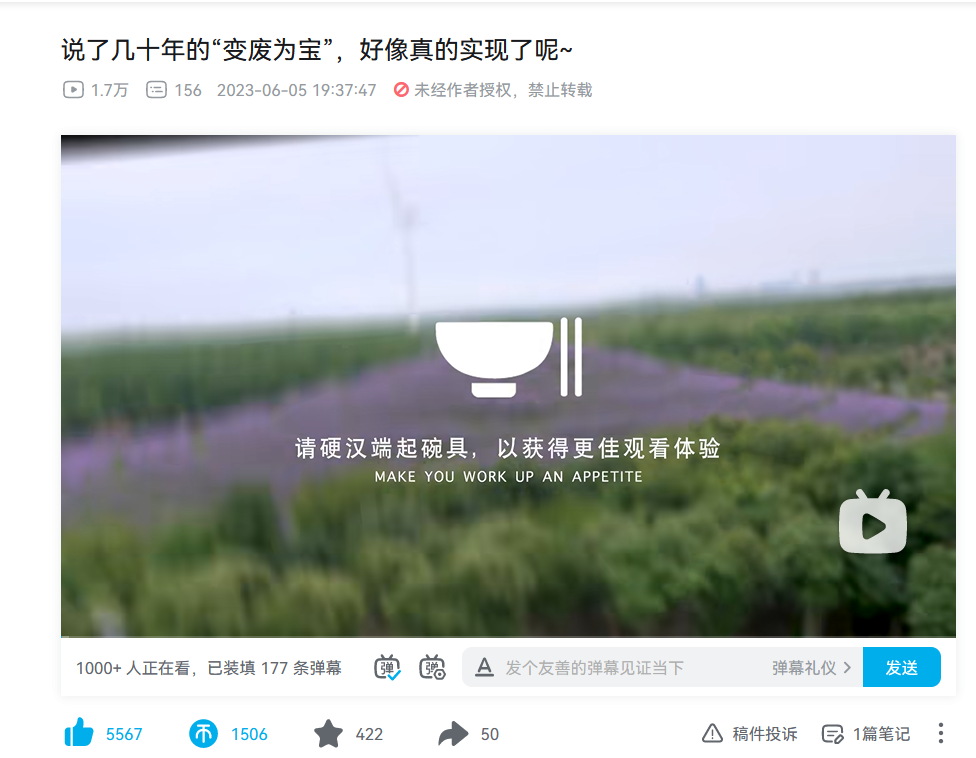 说了几十年的“变废为宝”，好像真的实现了呢~
1.7万 156 2023-06-05 19:37:47 未经作者授权，禁止转载
请硬汉端起碗具，以获得更佳观看体验
MAKE YOU WORK UP AN APPETITE
1000+ 人正在看，已装填 177 条弹幕 弹 弹 A 发个友善的弹幕见证当下 弹幕礼仪 发送
5567 1506 422 50 稿件投诉 1篇笔记